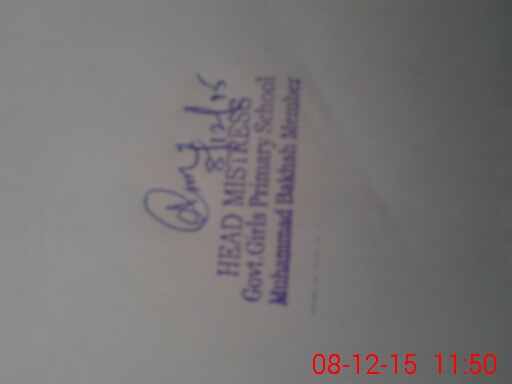 8/12/15
HEAD MISTRESS
Govt.Girls Primary School
Muhammad Bakhsh Member
08-12-15 11:50